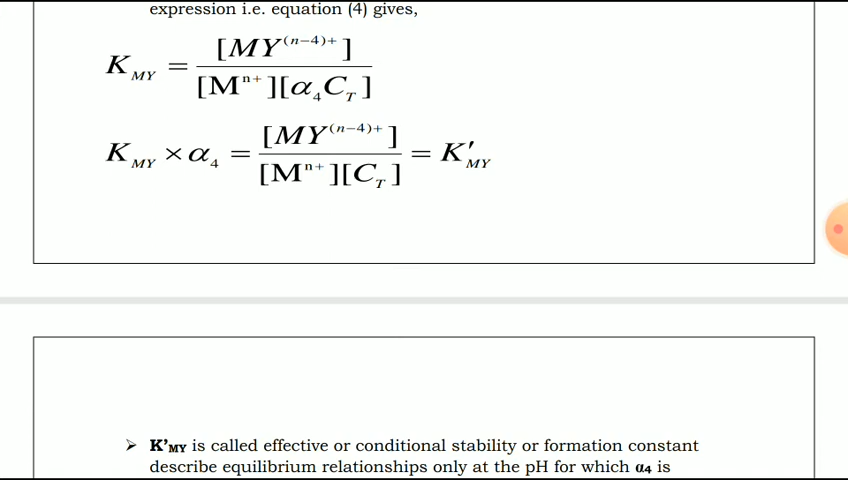 expression i.e. equation (4) gives,
K_MY = [MY^(n−4)+] / [M^n+][α_4 C_T]
K_MY × α_4 = [MY^(n−4)+] / [M^n+][C_T] = K′_MY
➢ K’MY is called effective or conditional stability or formation constant
describe equilibrium relationships only at the pH for which α4 is